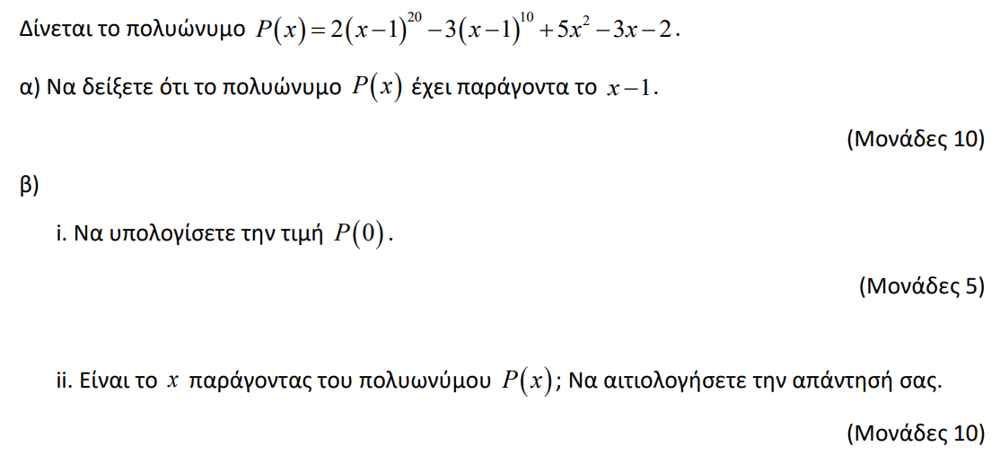 Δίνεται το πολυώνυμο P(x)=2(x−1)^20 −3(x−1)^10 +5x^2 −3x−2.
α) Να δείξετε ότι το πολυώνυμο P(x) έχει παράγοντα το x−1.
(Μονάδες 10)
β)
i. Να υπολογίσετε την τιμή P(0).
(Μονάδες 5)
ii. Είναι το x παράγοντας του πολυωνύμου P(x); Να αιτιολογήσετε την απάντησή σας.
(Μονάδες 10)